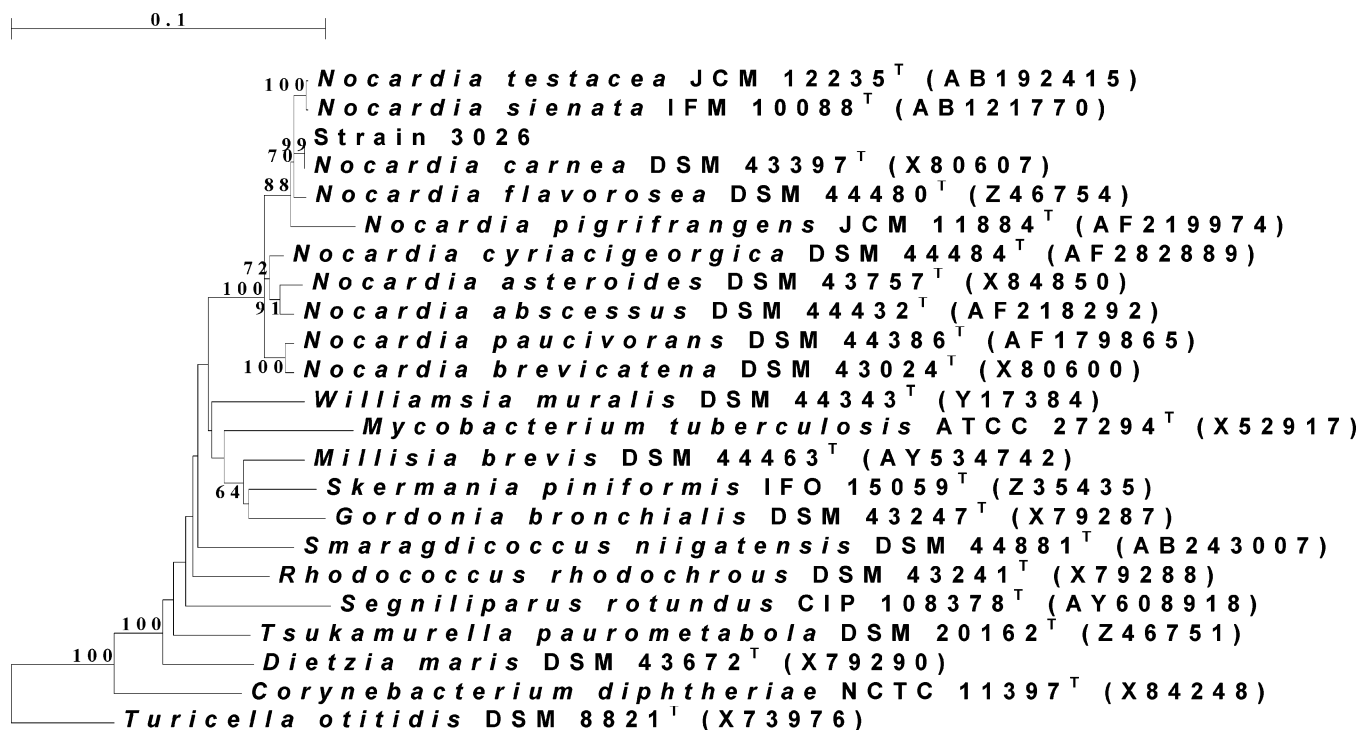 0.1
100 Nocardia testacea JCM 12235T (AB192415)
Nocardia sienata IFM 10088T (AB121770)
Strain 3026
99
70 Nocardia carnea DSM 43397T (X80607)
88 Nocardia flavorosea DSM 44480T (Z46754)
Nocardia pigrifrangens JCM 11884T (AF219974)
Nocardia cyriacigeorgica DSM 44484T (AF282889)
72
Nocardia asteroides DSM 43757T (X84850)
100
91 Nocardia abscessus DSM 44432T (AF218292)
Nocardia paucivorans DSM 44386T (AF179865)
100 Nocardia brevicatena DSM 43024T (X80600)
Williamsia muralis DSM 44343T (Y17384)
Mycobacterium tuberculosis ATCC 27294T (X52917)
Millisia brevis DSM 44463T (AY534742)
64 Skermania piniformis IFO 15059T (Z35435)
Gordonia bronchialis DSM 43247T (X79287)
Smaragdicoccus niigatensis DSM 44881T (AB243007)
Rhodococcus rhodochrous DSM 43241T (X79288)
Segniliparus rotundus CIP 108378T (AY608918)
100 Tsukamurella paurometabola DSM 20162T (Z46751)
100 Dietzia maris DSM 43672T (X79290)
Corynebacterium diphtheriae NCTC 11397T (X84248)
Turicella otitidis DSM 8821T (X73976)